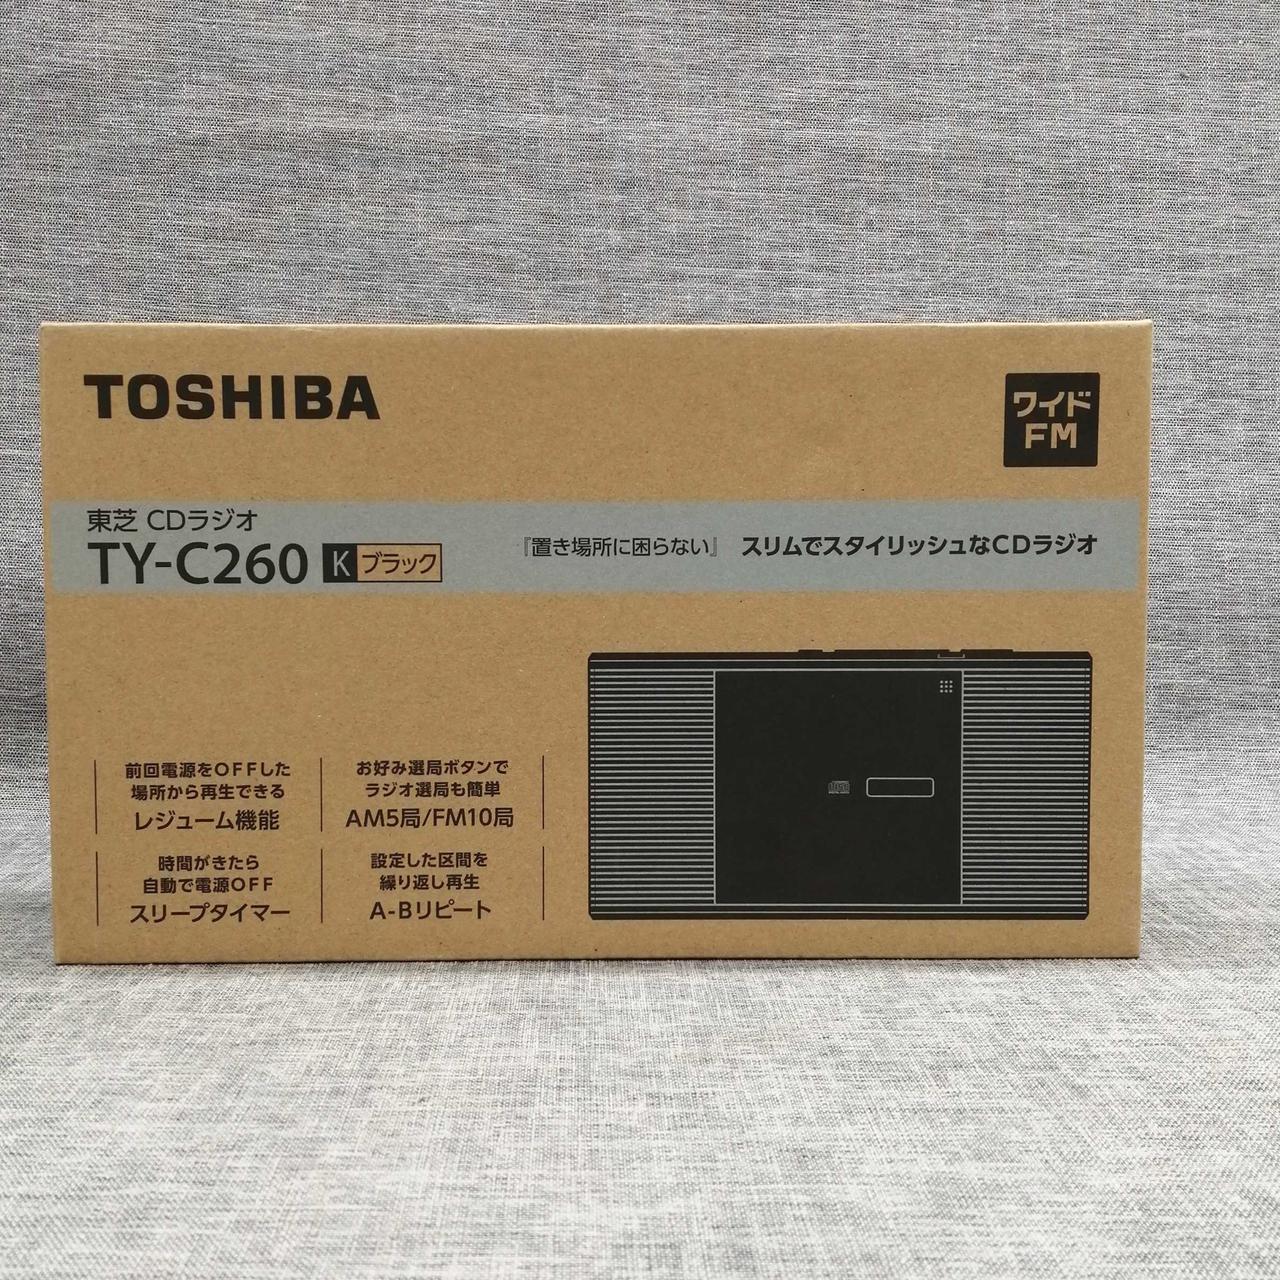 TOSHIBA
ワイド
FM
東芝 CDラジオ
TY-C260 K ブラック
『置き場所に困らない』 スリムでスタイリッシュなCDラジオ
前回電源をOFFした
場所から再生できる
レジューム機能
お好み選局ボタンで
ラジオ選局も簡単
AM5局/FM10局
時間がきたら
自動で電源OFF
スリープタイマー
設定した区間を
繰り返し再生
A-Bリピート